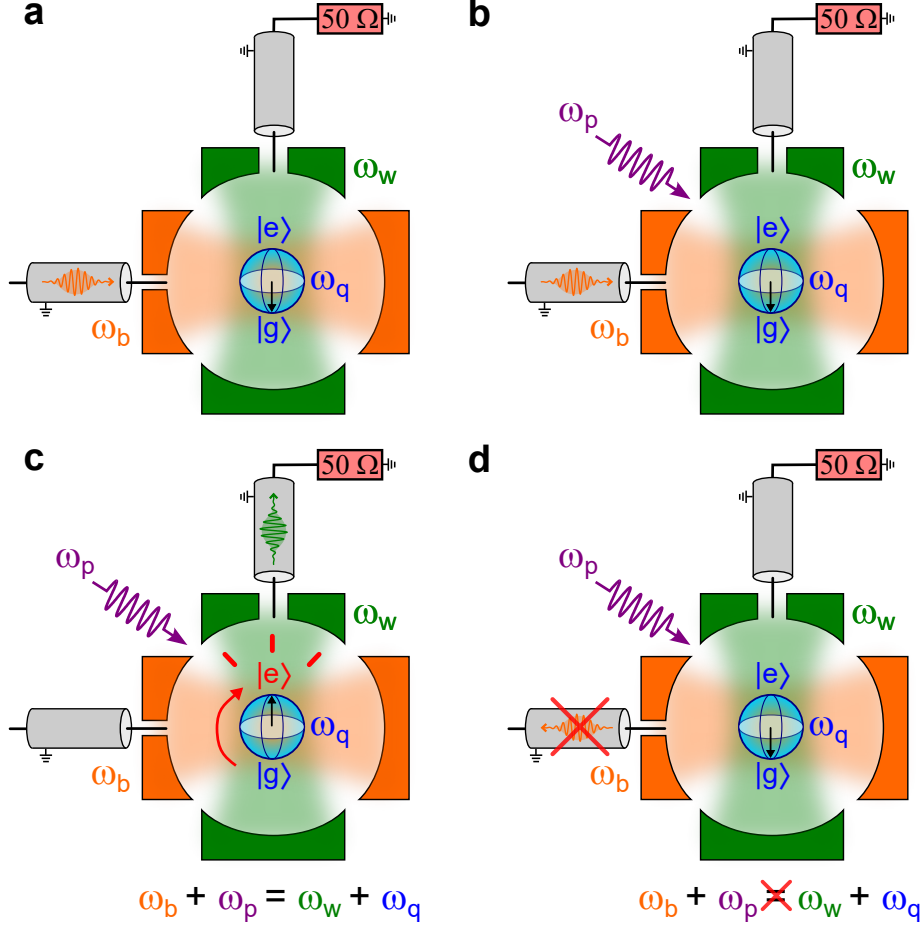 a
50 Ω
ω_w
|e⟩
ω_q
|g⟩
ω_b
b
50 Ω
ω_p
ω_w
|e⟩
ω_q
|g⟩
ω_b
c
50 Ω
ω_p
ω_w
|e⟩
ω_q
|g⟩
ω_b
ω_b + ω_p = ω_w + ω_q
d
50 Ω
ω_p
ω_w
|e⟩
ω_q
|g⟩
ω_b
ω_b + ω_p = ω_w + ω_q